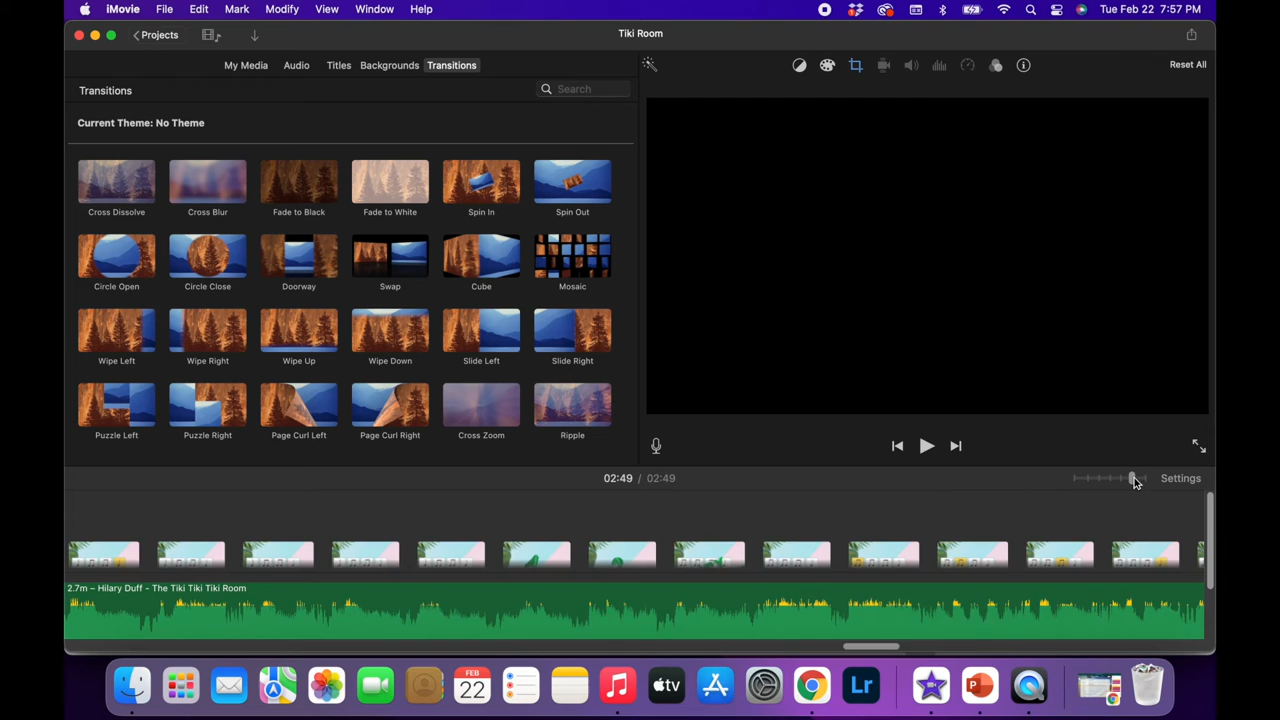 iMovie File Edit Mark Modify View Window Help Tue Feb 22 7:57 PM
Projects Tiki Room
My Media Audio Titles Backgrounds Transitions Reset All
Transitions Search
Current Theme: No Theme
Cross Dissolve Cross Blur Fade to Black Fade to White Spin In Spin Out
Circle Open Circle Close Doorway Swap Cube Mosaic
Wipe Left Wipe Right Wipe Up Wipe Down Slide Left Slide Right
Puzzle Left Puzzle Right Page Curl Left Page Curl Right Cross Zoom Ripple
02:49 / 02:49 Settings
2.7m – Hilary Duff - The Tiki Tiki Tiki Room
FEB
22
tv
Lr
P